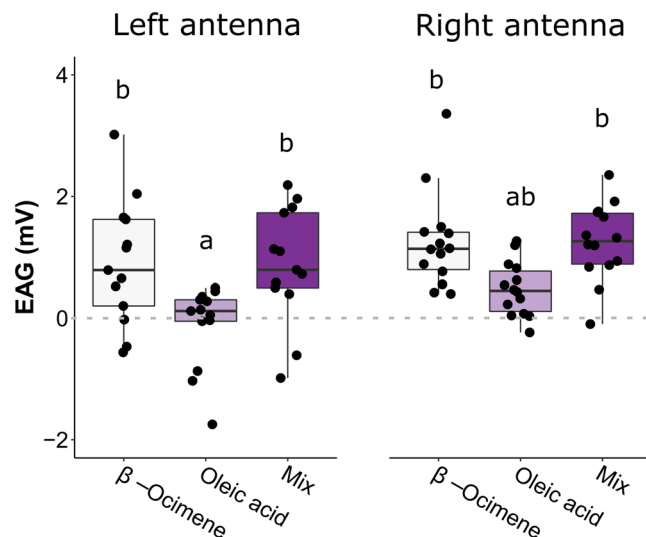 Left antenna
Right antenna
EAG (mV)
4
2
0
−2
b
a
b
b
ab
b
β –Ocimene
Oleic acid
Mix
β –Ocimene
Oleic acid
Mix